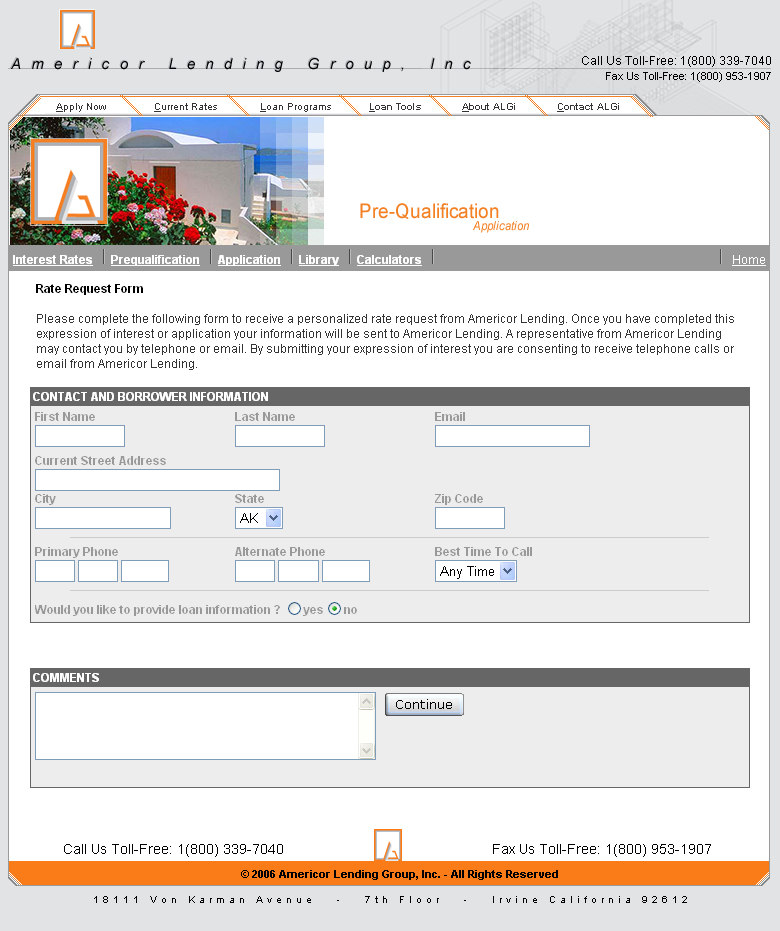 Americor Lending Group, Inc
Call Us Toll-Free: 1(800) 339-7040
Fax Us Toll-Free: 1(800) 953-1907
Apply Now Current Rates Loan Programs Loan Tools About ALGi Contact ALGi
Pre-Qualification
Application
Interest Rates Prequalification Application Library Calculators Home
Rate Request Form
Please complete the following form to receive a personalized rate request from Americor Lending. Once you have completed this
expression of interest or application your information will be sent to Americor Lending. A representative from Americor Lending
may contact you by telephone or email. By submitting your expression of interest you are consenting to receive telephone calls or
email from Americor Lending.
CONTACT AND BORROWER INFORMATION
First Name Last Name Email
Current Street Address
City State Zip Code
AK
Primary Phone Alternate Phone Best Time To Call
Any Time
Would you like to provide loan information ? yes no
COMMENTS
Continue
Call Us Toll-Free: 1(800) 339-7040 Fax Us Toll-Free: 1(800) 953-1907
© 2006 Americor Lending Group, Inc. - All Rights Reserved
18111 Von Karman Avenue - 7th Floor - Irvine California 92612